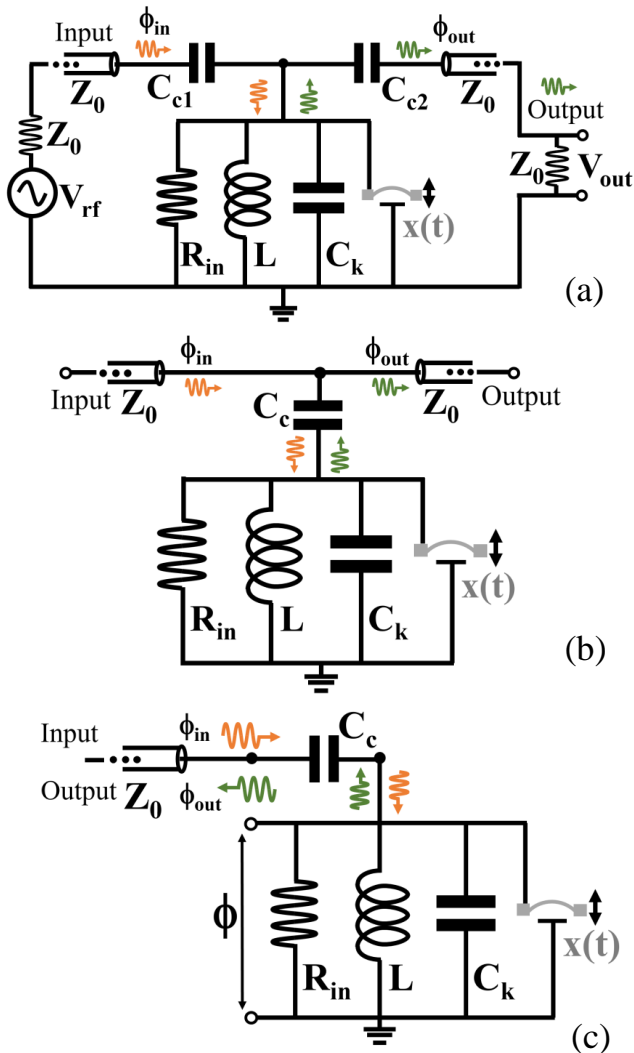 Input
ϕin
ϕout
Z0
Cc1
Cc2
Z0
Output
Z0
Z0
Vout
Vrf
Rin
L
Ck
x(t)
(a)
ϕin
ϕout
Input
Z0
Cc
Z0
Output
Rin
L
Ck
x(t)
(b)
Input
ϕin
Cc
Output
Z0
ϕout
ϕ
Rin
L
Ck
x(t)
(c)